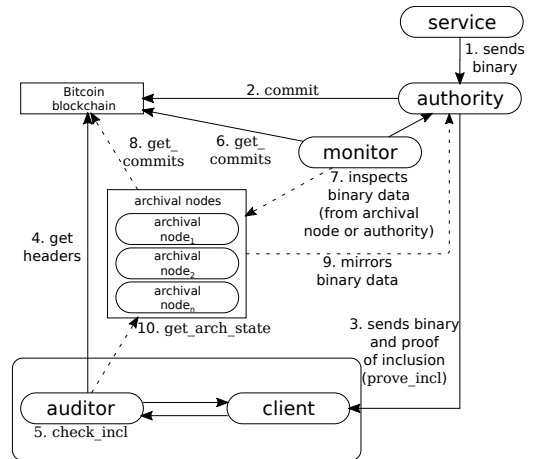 service
1. sends
binary
Bitcoin
blockchain
2. commit
authority
8. get_
commits
6. get_
commits
monitor
7. inspects
binary data
(from archival
node or authority)
archival nodes
archival
node1
archival
node2
archival
noden
4. get
headers
9. mirrors
binary data
10. get_arch_state
3. sends binary
and proof
of inclusion
(prove_incl)
auditor
client
5. check_incl